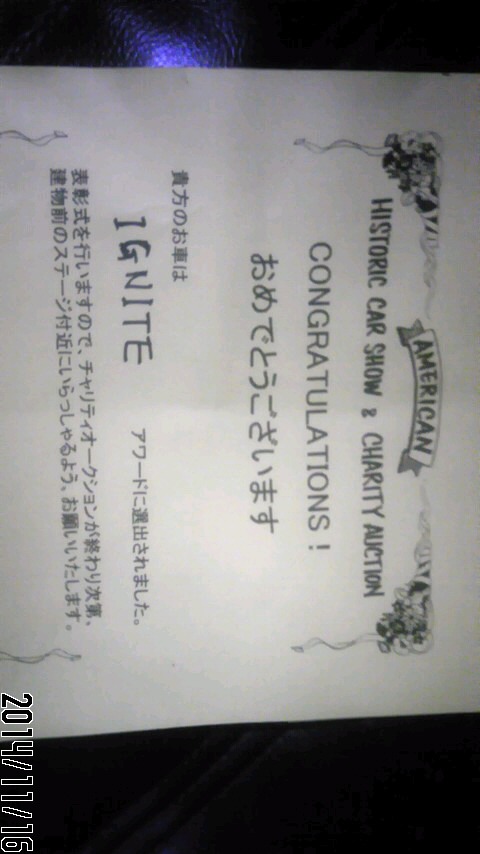 AMERICAN
HISTORIC CAR SHOW & CHARITY AUCTION
CONGRATULATIONS!
おめでとうございます
貴方のお車は
IGNITE アワードに選出されました。
表彰式を行いますので、チャリティオークションが終わり次第、
建物前のステージ付近にいらっしゃるよう、お願いいたします。
2014/11/16